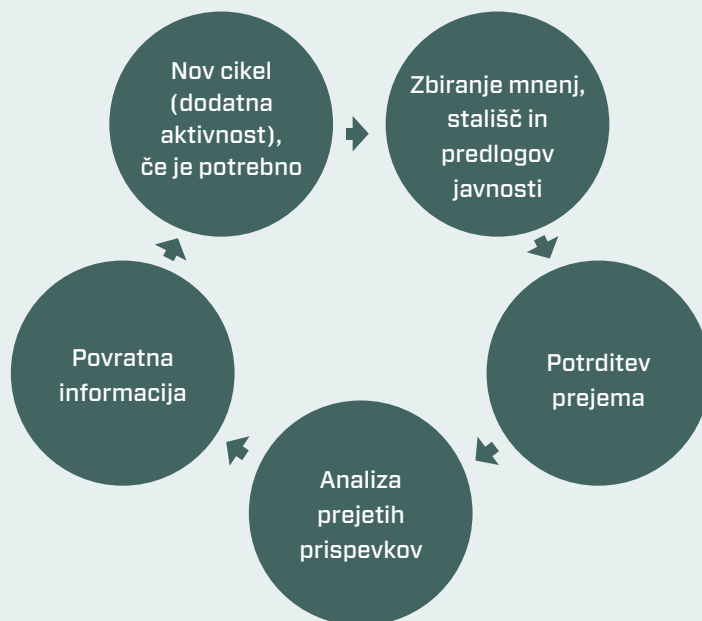 Nov cikel
(dodatna
aktivnost),
če je potrebno
Zbiranje mnenj,
stališč in
predlogov
javnosti
Potrditev
prejema
Analiza
prejetih
prispevkov
Povratna
informacija